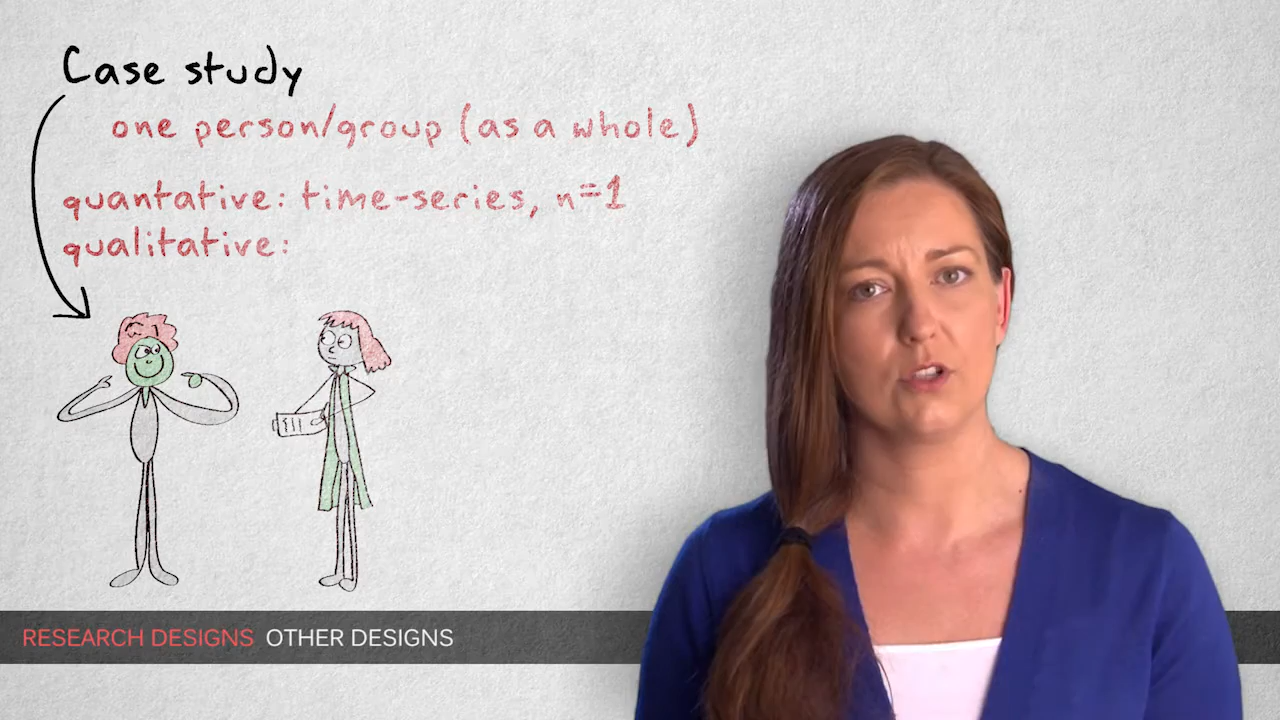 Case study
one person/group (as a whole)
quantative: time-series, n=1
qualitative:
RESEARCH DESIGNS OTHER DESIGNS